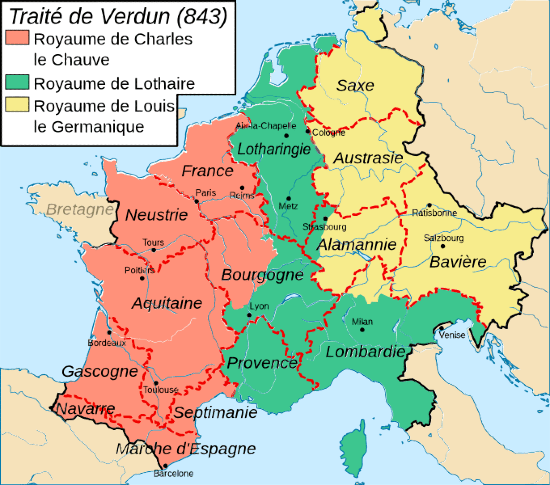 Traité de Verdun (843)
Royaume de Charles
le Chauve
Royaume de Lothaire
Royaume de Louis
le Germanique
Saxe
Aix-la-Chapelle
Cologne
Lotharingie
Austrasie
France
Paris
Reims
Metz
Bretagne
Neustrie
Ratisbonne
Strasbourg
Tours
Alamannie
Salzbourg
Bavière
Poitiers
Bourgogne
Aquitaine
Lyon
Milan
Venise
Bordeaux
Lombardie
Provence
Gascogne
Toulouse
Navarre
Septimanie
Marche d'Espagne
Barcelone